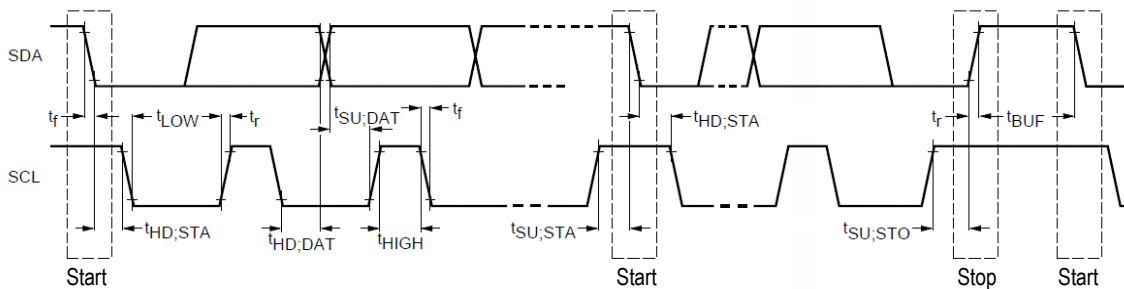 SDA
tf tLOW tr tSU;DAT tf tHD;STA tr tBUF
SCL
tHD;STA tHD;DAT tHIGH tSU;STA tSU;STO
Start Start Stop Start